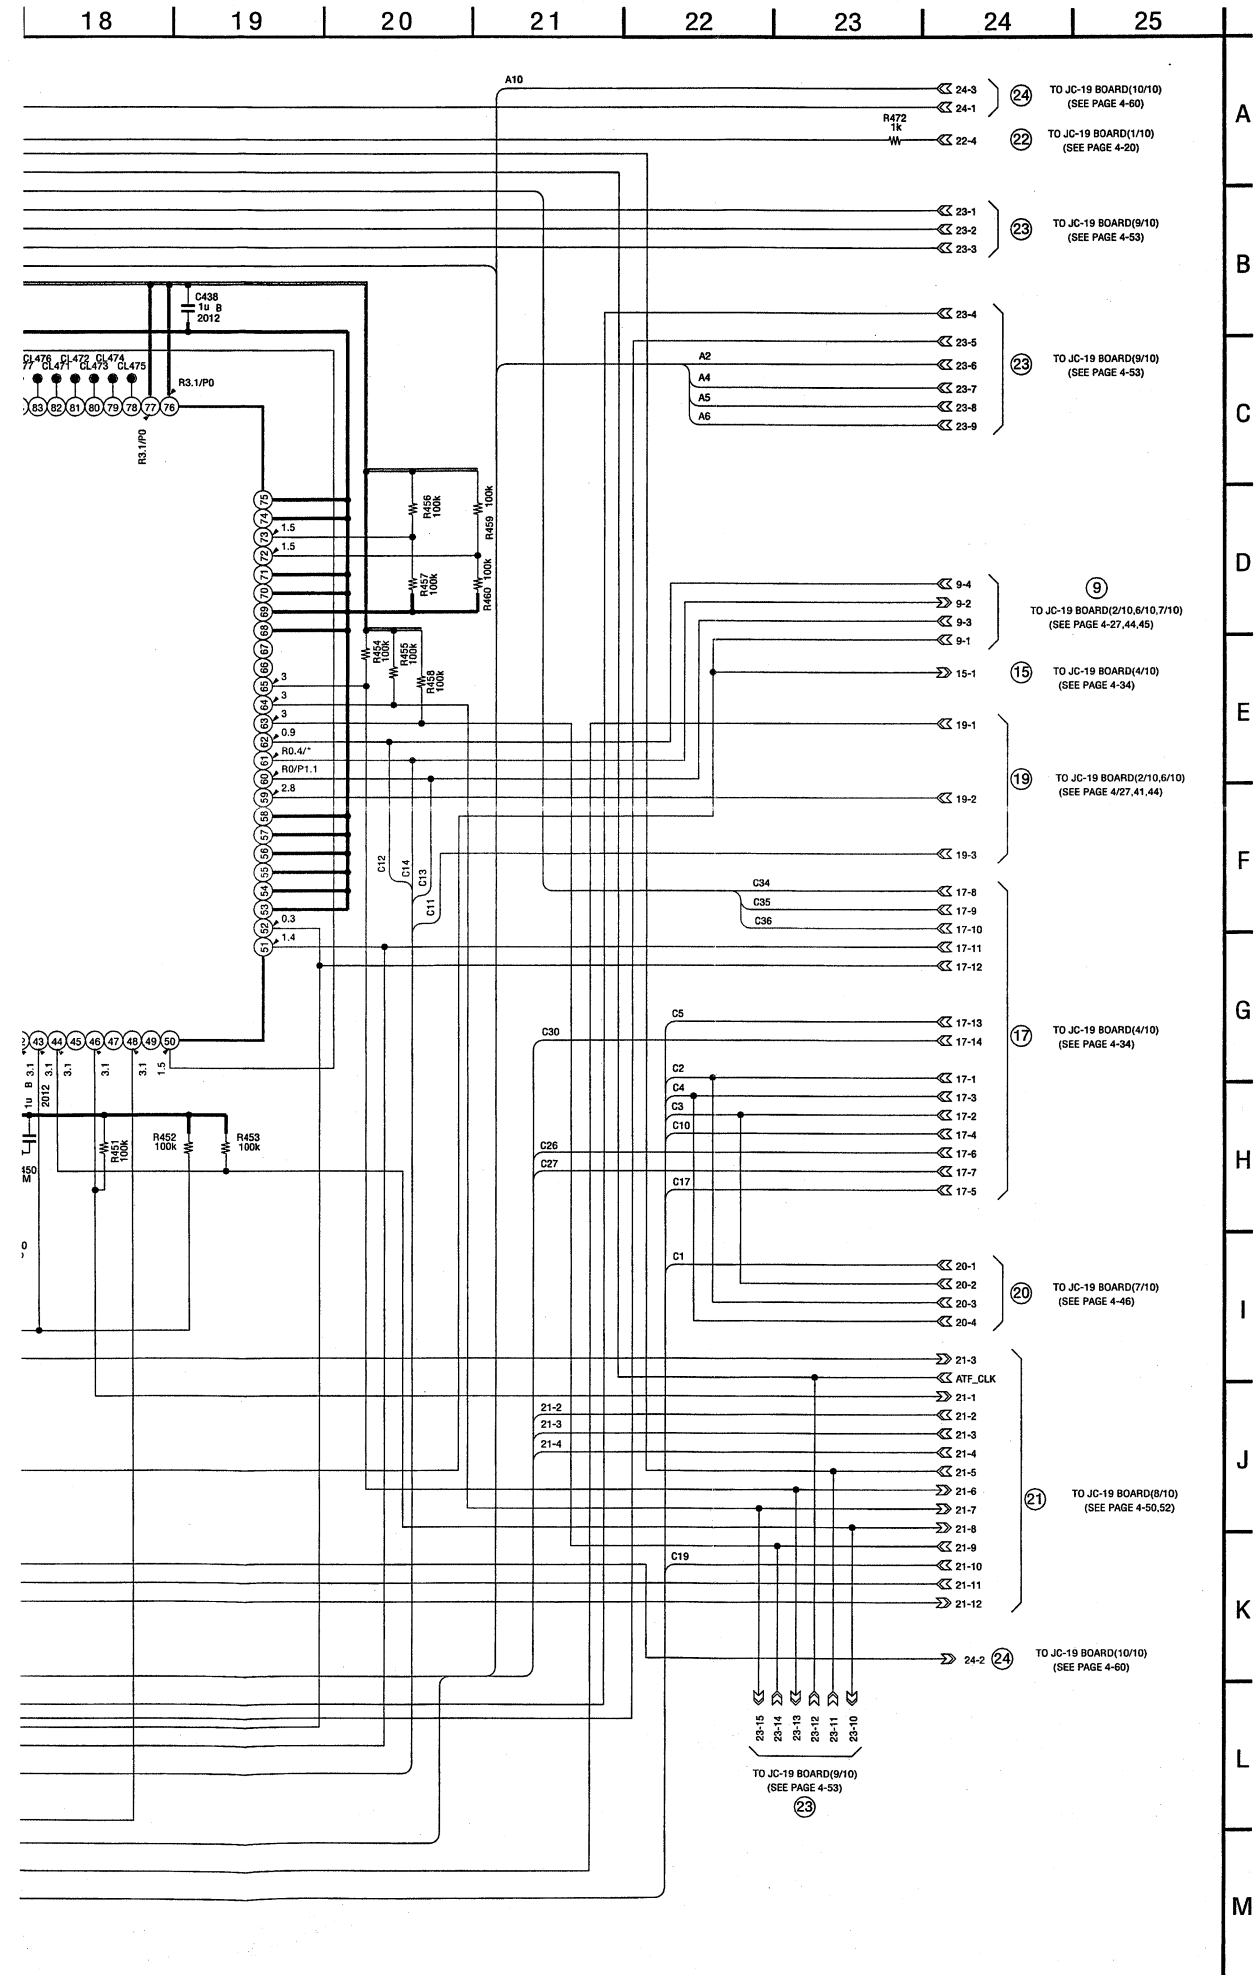 18 19 20 21 22 23 24 25
A10
24-3
24-1
24
TO JC-19 BOARD(10/10)
(SEE PAGE 4-60)
A
R472
1k
22-4
22
TO JC-19 BOARD(1/10)
(SEE PAGE 4-20)
23-1
23-2
23-3
23
TO JC-19 BOARD(9/10)
(SEE PAGE 4-53)
B
C438
1u B
2012
23-4
23-5
A2
23-6
A4
23-7
A5
23-8
A6
23-9
23
TO JC-19 BOARD(9/10)
(SEE PAGE 4-53)
C
CL476 CL472 CL474
77 CL471 CL473 CL475
R3.1/P0
83 82 81 80 79 78 77 76
R3.1/P0
75
74
73 1.5
72 1.5
71
70
69
68
67
66
65 3
64 3
63 3
62 0.9
61 R0.4/*
60 R0/P1.1
59 2.8
58
57
56
55
54
53
52 0.3
51 1.4
R456
100k
R459 100k
R457
100k
R460 100k
R454
100k
R455
100k
R458
100k
D
9-4
9-2
9-3
9-1
9
TO JC-19 BOARD(2/10,6/10,7/10)
(SEE PAGE 4-27,44,45)
15-1
15
TO JC-19 BOARD(4/10)
(SEE PAGE 4-34)
E
19-1
19-2
19-3
19
TO JC-19 BOARD(2/10,6/10)
(SEE PAGE 4/27,41,44)
F
C12
C14
C13
C11
C34
17-8
C35
17-9
C36
17-10
17-11
17-12
G
C5
17-13
C30
17-14
17
TO JC-19 BOARD(4/10)
(SEE PAGE 4-34)
C2
17-1
C4
17-3
C3
17-2
C10
17-4
C26
17-6
C27
17-7
C17
17-5
H
43 44 45 46 47 48 49 50
3.1
3.1
3.1
3.1
3.1
1.5
1u B
2012
R451
100k
R452
100k
R453
100k
450
M
0
C1
20-1
20-2
20-3
20-4
20
TO JC-19 BOARD(7/10)
(SEE PAGE 4-46)
I
21-3
ATF_CLK
21-1
21-2
21-2
21-3
21-3
21-4
21-4
21-5
21-6
21-7
21-8
21-9
C19
21-10
21-11
21-12
21
TO JC-19 BOARD(8/10)
(SEE PAGE 4-50,52)
J
K
24-2
24
TO JC-19 BOARD(10/10)
(SEE PAGE 4-60)
23-15
23-14
23-13
23-12
23-11
23-10
TO JC-19 BOARD(9/10)
(SEE PAGE 4-53)
23
L
M